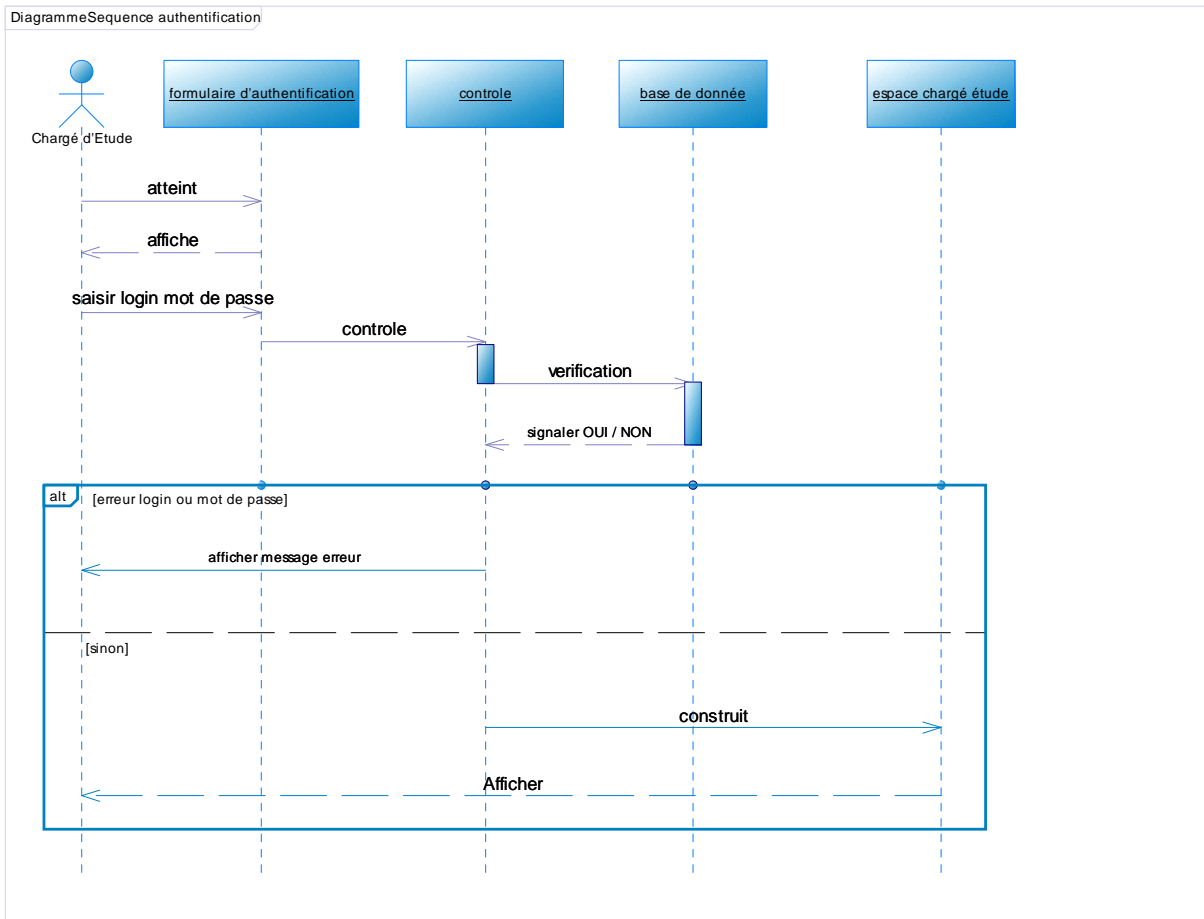 DiagrammeSequence authentification
formulaire d'authentification
controle
base de donnée
espace chargé étude
Chargé d'Etude
atteint
affiche
saisir login mot de passe
controle
verification
signaler OUI / NON
alt
[erreur login ou mot de passe]
afficher message erreur
[sinon]
construit
Afficher